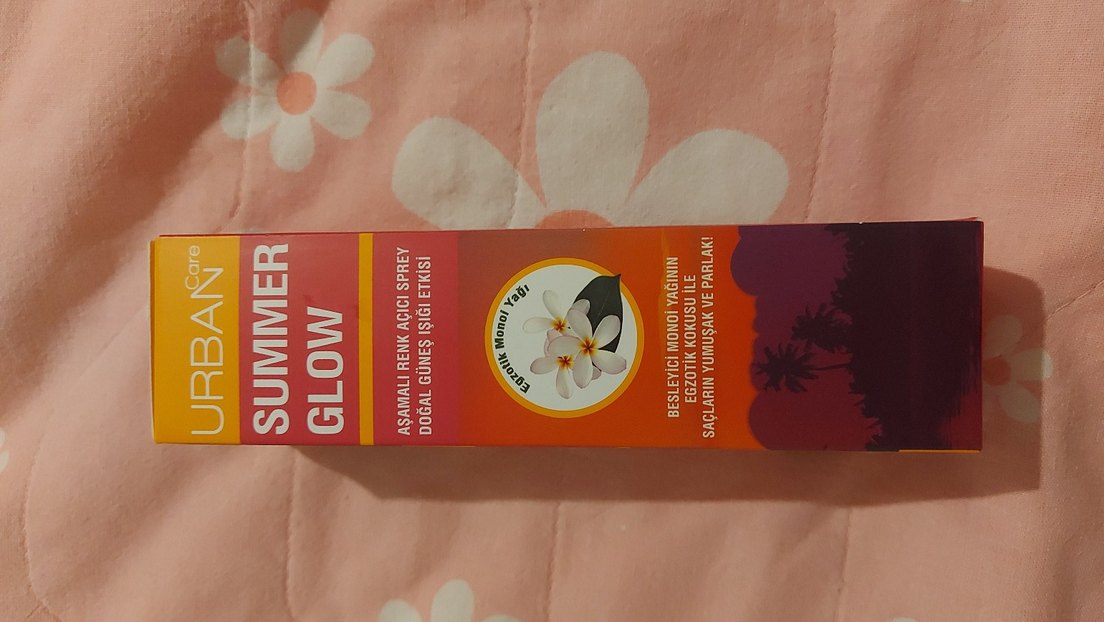 URBAN Care
SUMMER
GLOW
AŞAMALI RENK AÇICI SPREY
DOĞAL GÜNEŞ IŞIĞI ETKİSİ
Egzotik Monoi Yağı
BESLEYİCİ MONOİ YAĞININ
EGZOTİK KOKUSU İLE
SAÇLARIN YUMUŞAK VE PARLAK!